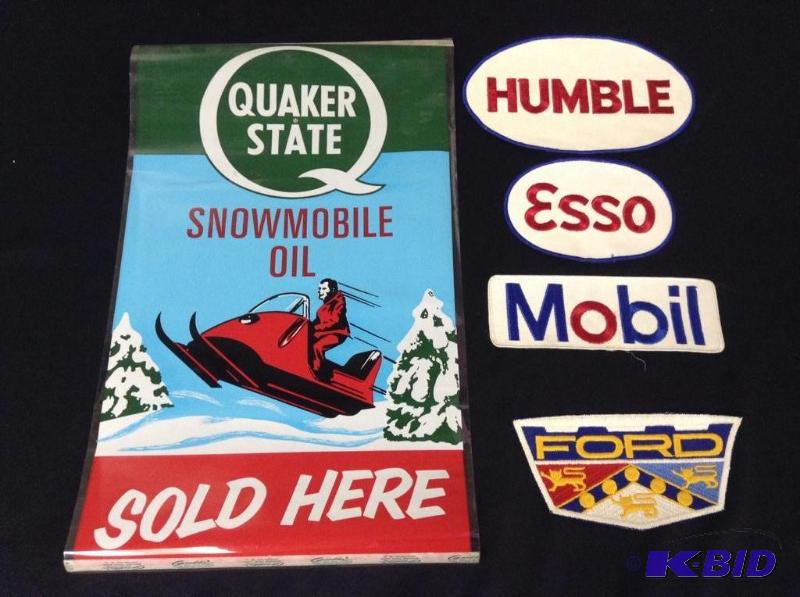 QUAKER
STATE
SNOWMOBILE
OIL
SOLD HERE
HUMBLE
Esso
Mobil
FORD
© K-BID